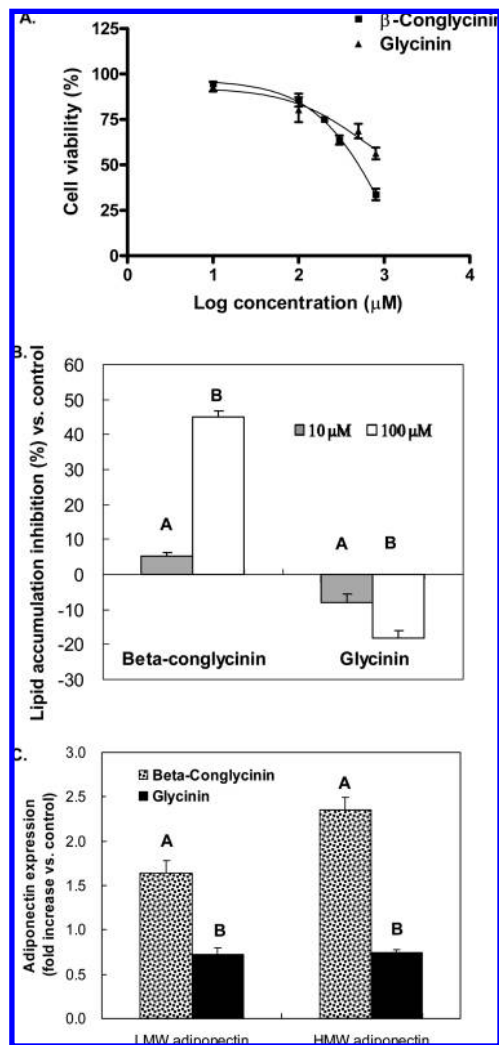 A.
β-Conglycinin
Glycinin
Cell viability (%)
125
100
75
50
25
0
0 1 2 3 4
Log concentration (μM)
B.
Lipid accumulation inhibition (%) vs. control
60
50
40
30
20
10
0
-10
-20
-30
A B A B
10 μM 100 μM
Beta-conglycinin Glycinin
C.
Adiponectin expression
(fold increase vs. control)
3.0
2.5
2.0
1.5
1.0
0.5
0.0
Beta-Conglycinin
Glycinin
A B A B
LMW adiponectin HMW adiponectin